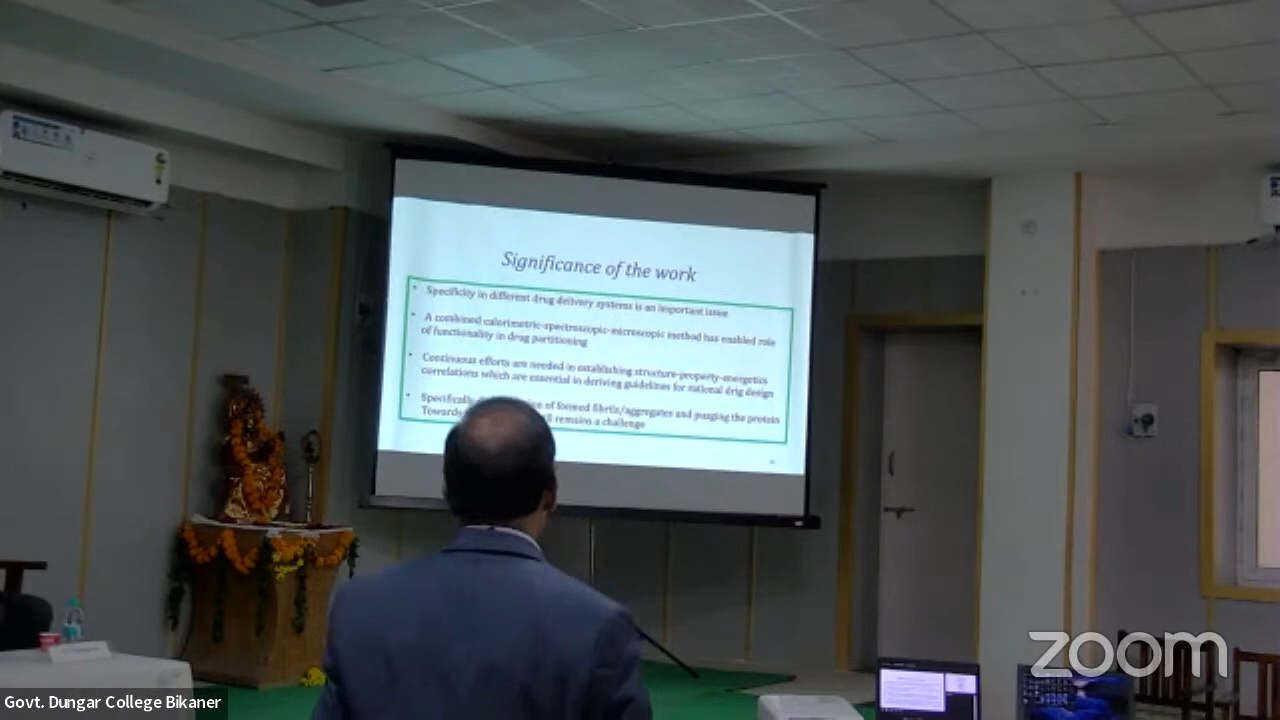 Significance of the work
• Specificity in different drug delivery systems is an important issue
• A combined calorimetric-spectroscopic-microscopic method has enabled role
of functionality in drug partitioning
• Continuous efforts are needed in establishing structure-property-energetics
correlations which are essential in deriving guidelines for rational drig design
• Specifically of formed fibrils/aggregates and purging the protein
Towards remains a challenge
zoom
Govt. Dungar College Bikaner